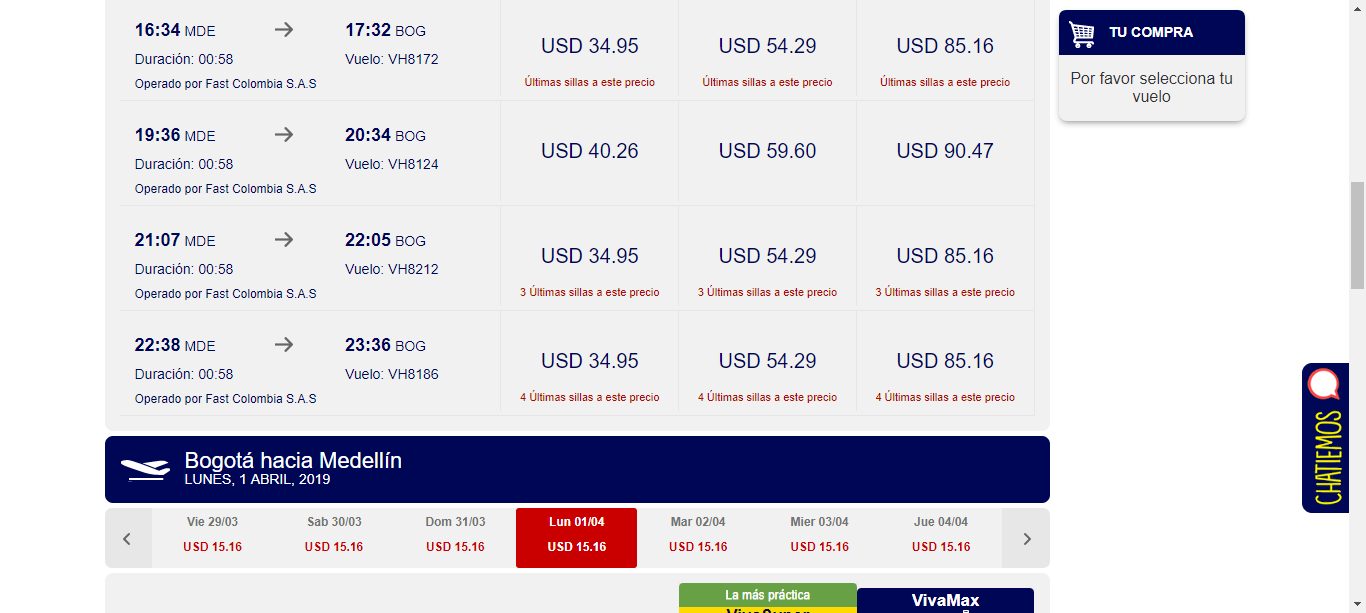 16:34 MDE → 17:32 BOG
USD 34.95 USD 54.29 USD 85.16
Duración: 00:58 Vuelo: VH8172
Operado por Fast Colombia S.A.S
Últimas sillas a este precio Últimas sillas a este precio Últimas sillas a este precio
19:36 MDE → 20:34 BOG
USD 40.26 USD 59.60 USD 90.47
Duración: 00:58 Vuelo: VH8124
Operado por Fast Colombia S.A.S
21:07 MDE → 22:05 BOG
USD 34.95 USD 54.29 USD 85.16
Duración: 00:58 Vuelo: VH8212
Operado por Fast Colombia S.A.S
3 Últimas sillas a este precio 3 Últimas sillas a este precio 3 Últimas sillas a este precio
22:38 MDE → 23:36 BOG
USD 34.95 USD 54.29 USD 85.16
Duración: 00:58 Vuelo: VH8186
Operado por Fast Colombia S.A.S
4 Últimas sillas a este precio 4 Últimas sillas a este precio 4 Últimas sillas a este precio
Bogotá hacia Medellín
LUNES, 1 ABRIL, 2019
Vie 29/03 Sab 30/03 Dom 31/03 Lun 01/04 Mar 02/04 Mier 03/04 Jue 04/04
USD 15.16 USD 15.16 USD 15.16 USD 15.16 USD 15.16 USD 15.16 USD 15.16
La más práctica
VivaSuper
VivaMax
TU COMPRA
Por favor selecciona tu
vuelo
CHATIEMOS